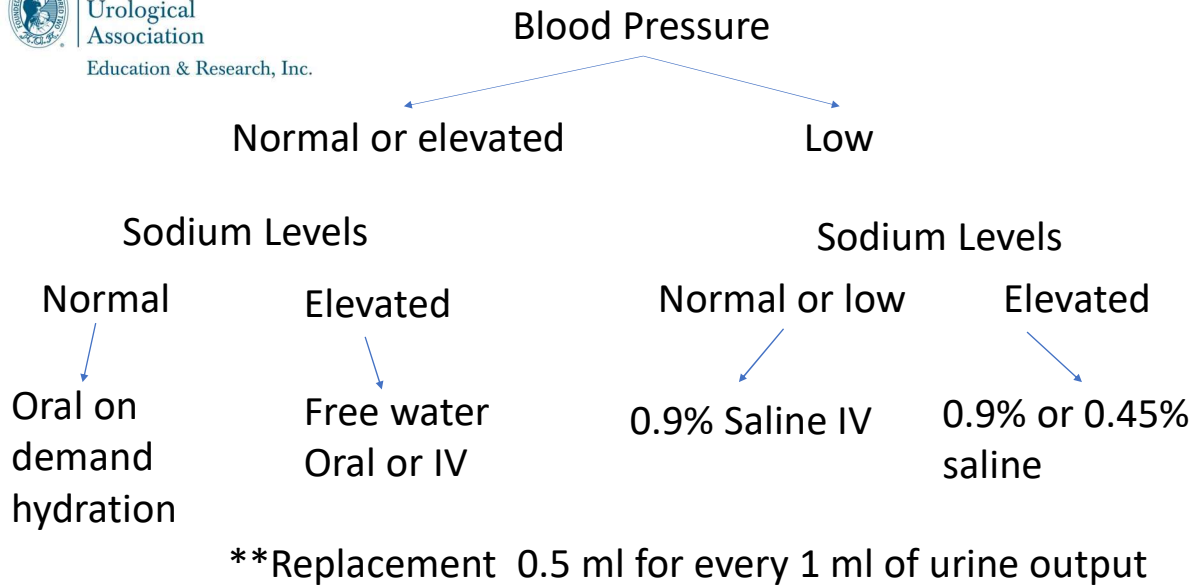 Urological
Association
Education & Research, Inc.
Blood Pressure
Normal or elevated
Low
Sodium Levels
Sodium Levels
Normal
Elevated
Normal or low
Elevated
Oral on
demand
hydration
Free water
Oral or IV
0.9% Saline IV
0.9% or 0.45%
saline
**Replacement 0.5 ml for every 1 ml of urine output